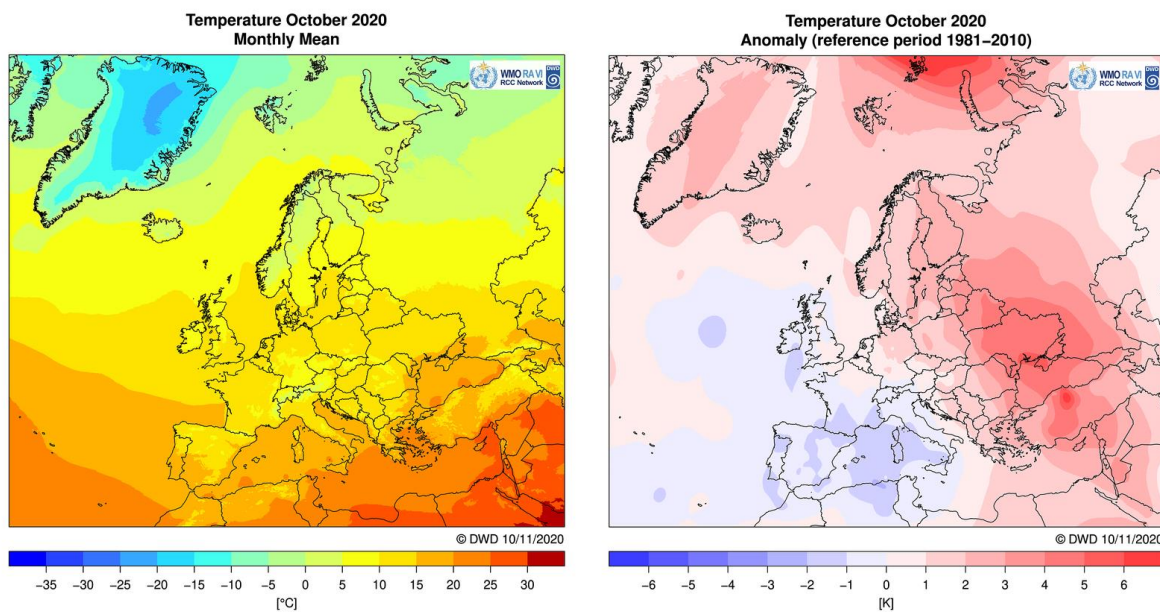 Temperature October 2020
Monthly Mean
WMO RA VI
RCC Network
DWD
© DWD 10/11/2020
−35 −30 −25 −20 −15 −10 −5 0 5 10 15 20 25 30
[°C]
Temperature October 2020
Anomaly (reference period 1981−2010)
WMO RA VI
RCC Network
DWD
© DWD 10/11/2020
−6 −5 −4 −3 −2 −1 0 1 2 3 4 5 6
[K]